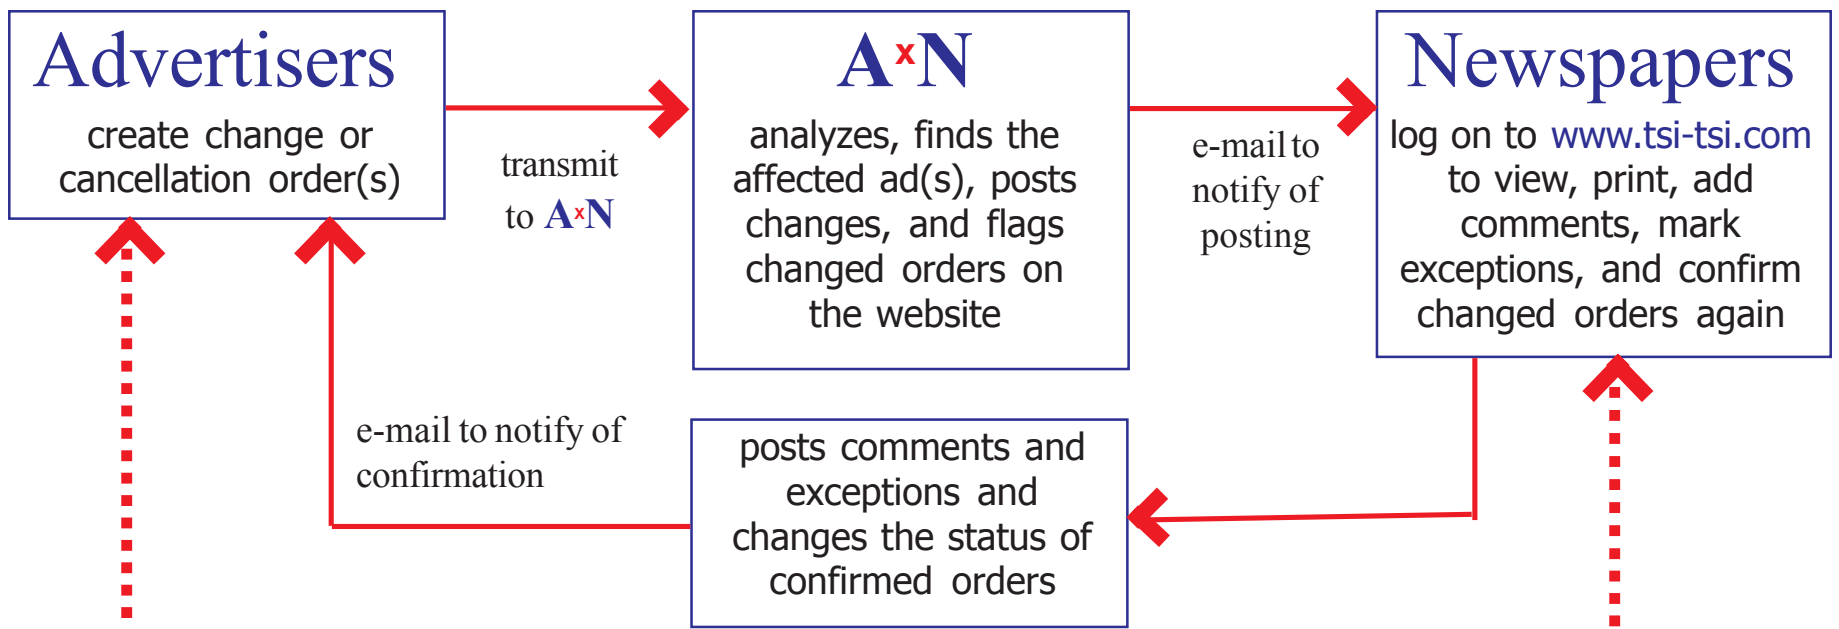 Advertisers
create change or
cancellation order(s)
transmit
to AxN
AxN
analyzes, finds the
affected ad(s), posts
changes, and flags
changed orders on
the website
e-mail to
notify of
posting
Newspapers
log on to www.tsi-tsi.com
to view, print, add
comments, mark
exceptions, and confirm
changed orders again
e-mail to notify of
confirmation
posts comments and
exceptions and
changes the status of
confirmed orders